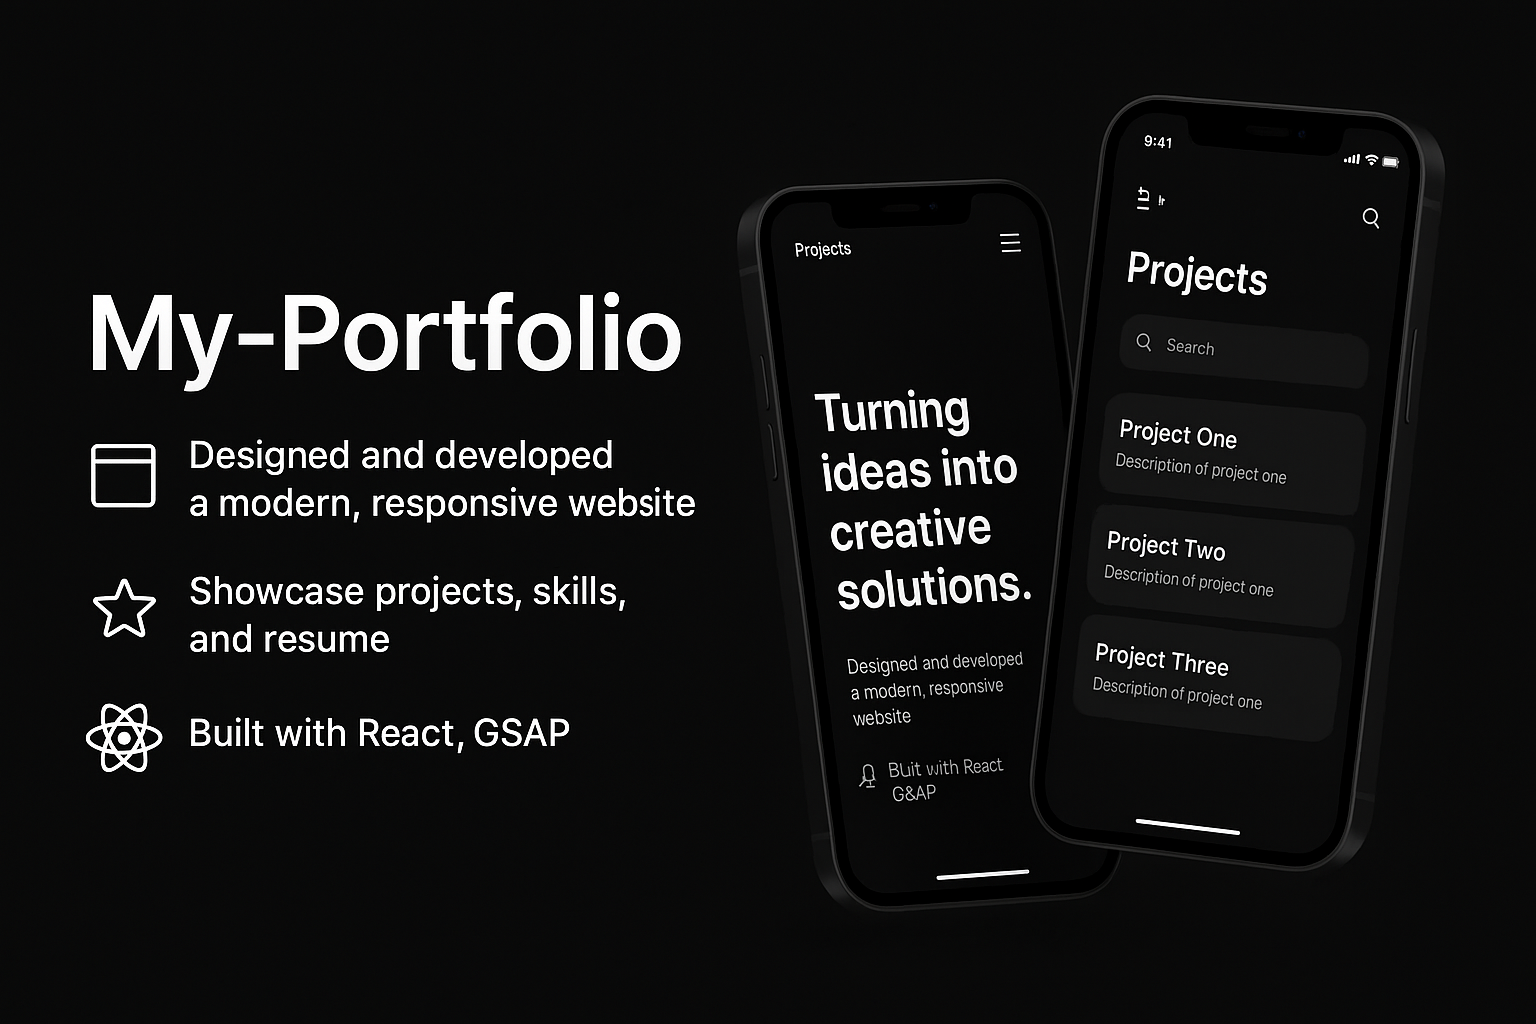 My-Portfolio
Designed and developed
a modern, responsive website
Showcase projects, skills,
and resume
Built with React, GSAP
Projects
Turning
ideas into
creative
solutions.
Designed and developed
a modern, responsive
website
BUit with React
G&AP
9:41
Projects
Search
Project One
Description of project one
Project Two
Description of project one
Project Three
Description of project one